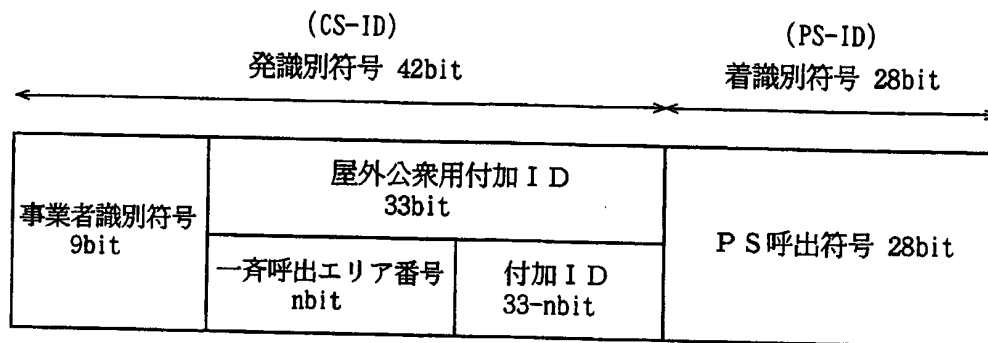 (CS-ID)
発識別符号 42bit
(PS-ID)
着識別符号 28bit
事業者識別符号
9bit
屋外公衆用付加ＩＤ
33bit
一斉呼出エリア番号
nbit
付加ＩＤ
33-nbit
ＰＳ呼出符号 28bit